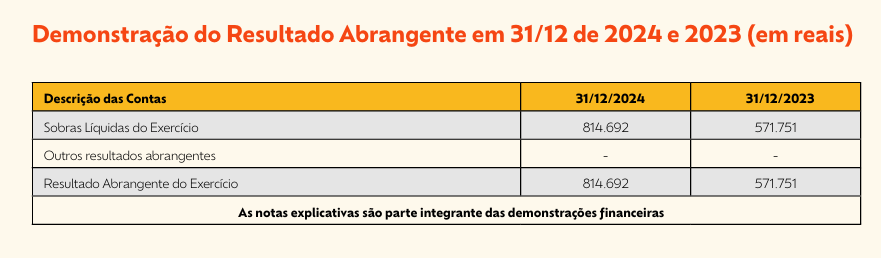 Demonstração do Resultado Abrangente em 31/12 de 2024 e 2023 (em reais)
Descrição das Contas 31/12/2024 31/12/2023
Sobras Líquidas do Exercício 814.692 571.751
Outros resultados abrangentes - -
Resultado Abrangente do Exercício 814.692 571.751
As notas explicativas são parte integrante das demonstrações financeiras